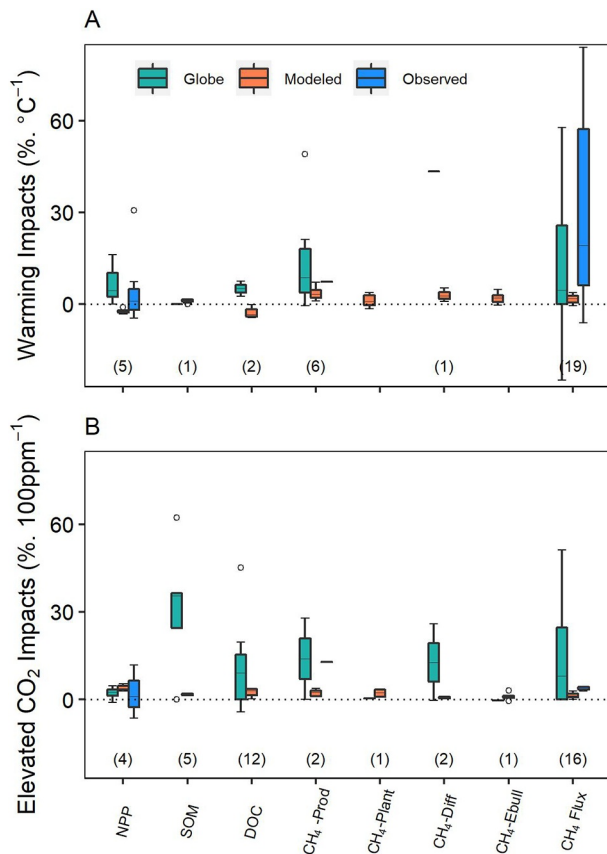 A
Warming Impacts (%. °C⁻¹)
Globe Modeled Observed
60
30
0
(5) (1) (2) (6) (1) (19)
B
Elevated CO₂ Impacts (%. 100ppm⁻¹)
60
30
0
(4) (5) (12) (2) (1) (2) (1) (16)
NPP SOM DOC CH₄ -Prod CH₄-Plant CH₄-Diff CH₄-Ebull CH₄ Flux